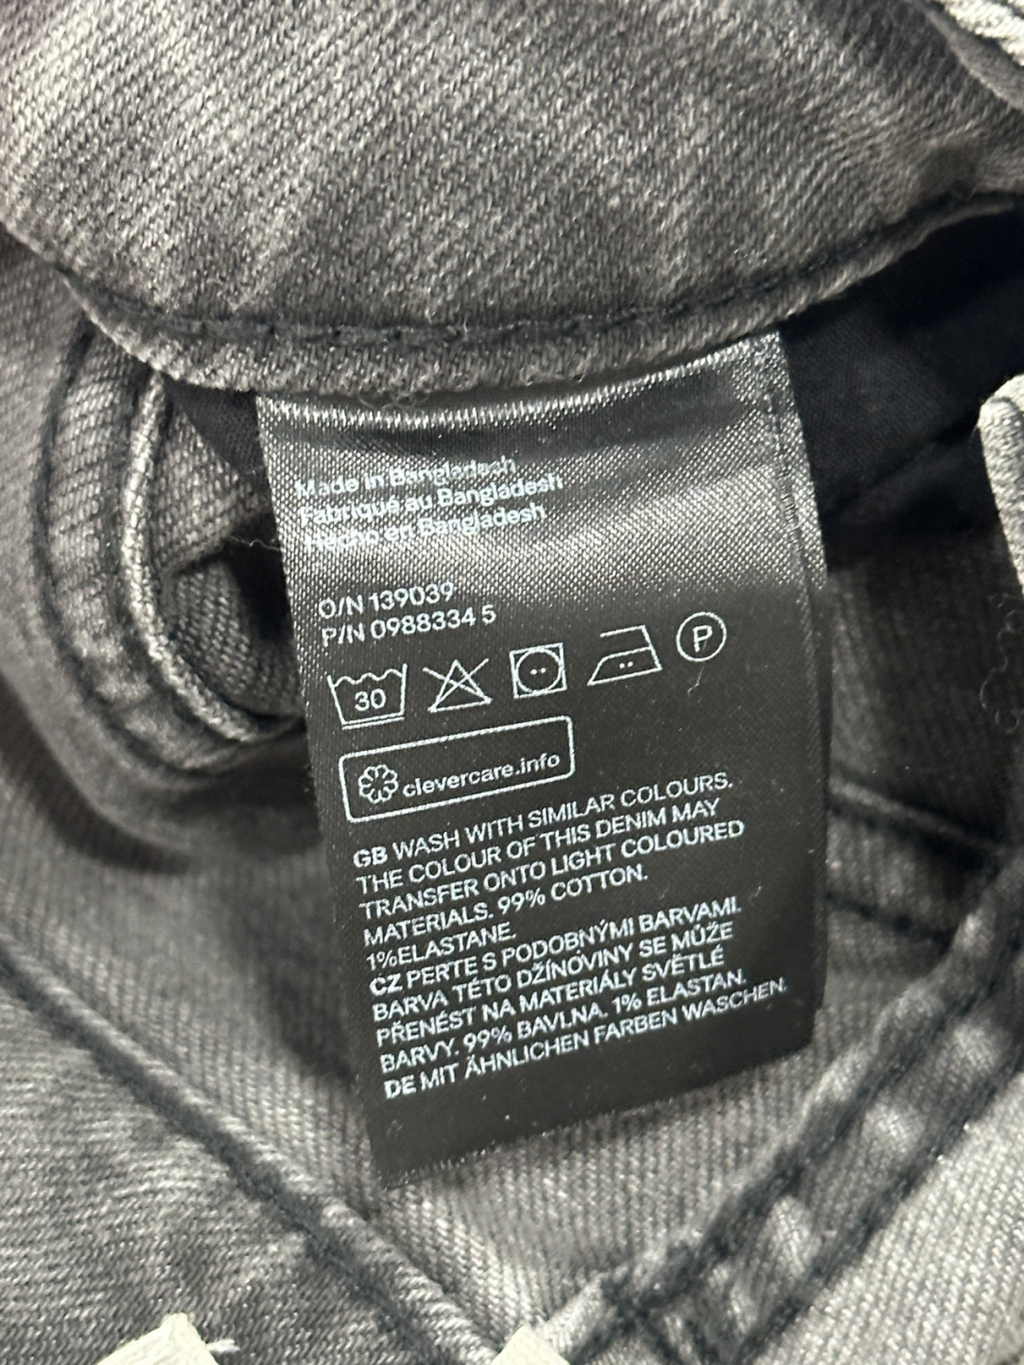 Made in Bangladesh
Fabriqué au Bangladesh
Hecho en Bangladesh
O/N 139039
P/N 0988334 5
30
P
clevercare.info
GB WASH WITH SIMILAR COLOURS.
THE COLOUR OF THIS DENIM MAY
TRANSFER ONTO LIGHT COLOURED
MATERIALS. 99% COTTON.
1%ELASTANE.
CZ PERTE S PODOBNÝMI BARVAMI.
BARVA TÉTO DŽÍNOVINY SE MŮŽE
PŘENÉST NA MATERIÁLY SVĚTLÉ
BARVY. 99% BAVLNA. 1% ELASTAN.
DE MIT ÄHNLICHEN FARBEN WASCHEN.